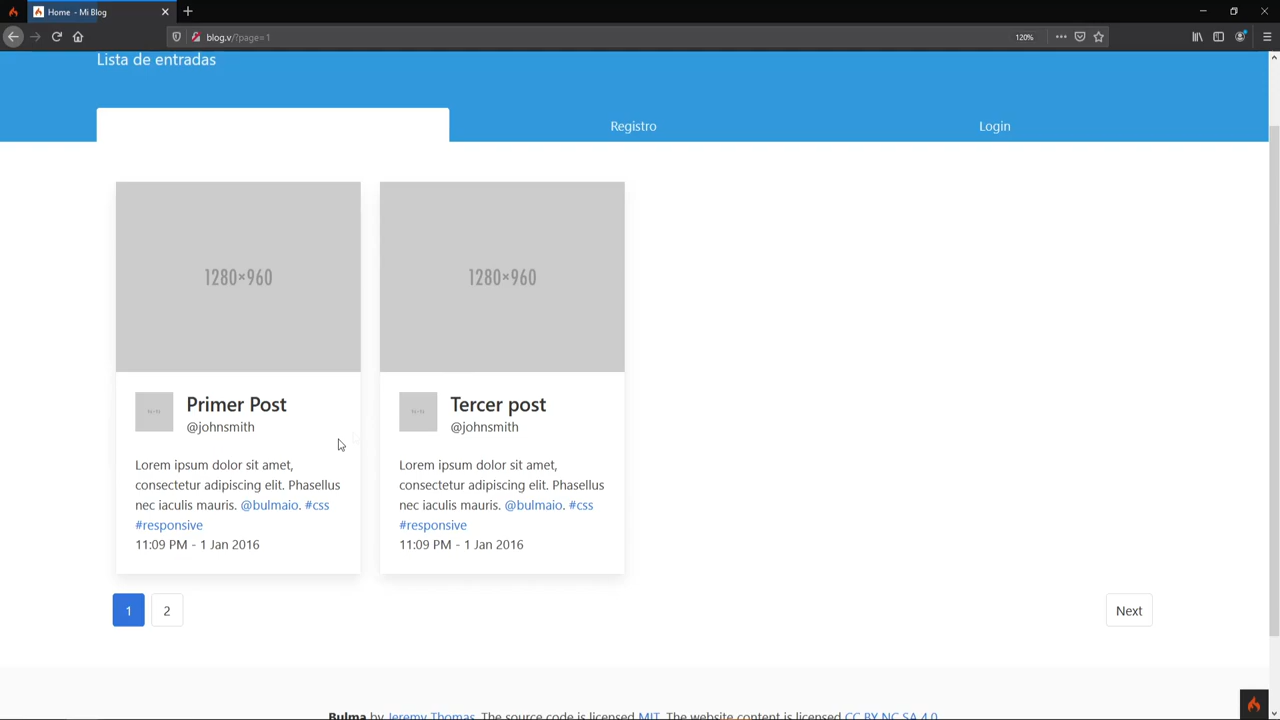 Home - Mi Blog
blog.v/?page=1
120%
Lista de entradas
Registro
Login
1280×960
1280×960
Primer Post
@johnsmith
Tercer post
@johnsmith
Lorem ipsum dolor sit amet,
consectetur adipiscing elit. Phasellus
nec iaculis mauris. @bulmaio. #css
#responsive
11:09 PM - 1 Jan 2016
Lorem ipsum dolor sit amet,
consectetur adipiscing elit. Phasellus
nec iaculis mauris. @bulmaio. #css
#responsive
11:09 PM - 1 Jan 2016
1
2
Next
Bulma by Jeremy Thomas. The source code is licensed MIT. The website content is licensed CC BY NC SA 4.0